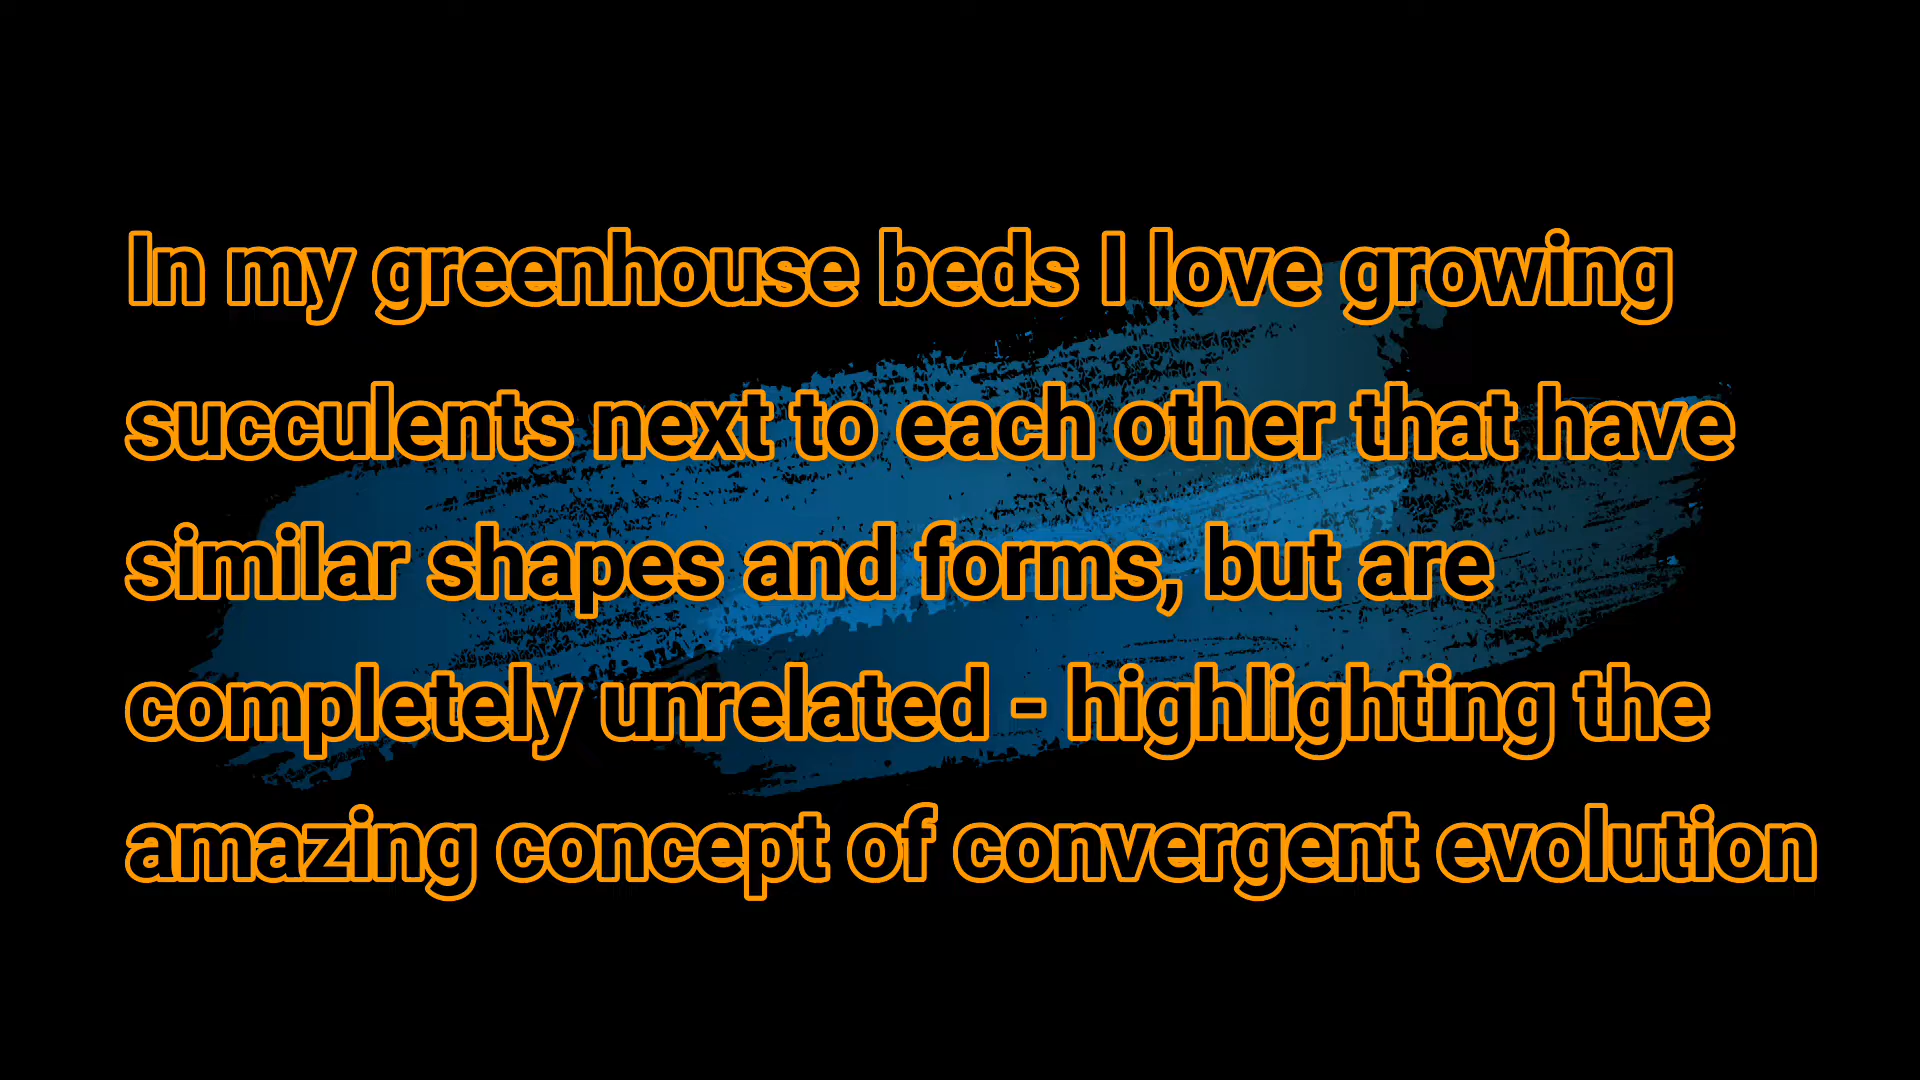 In my greenhouse beds I love growing
succulents next to each other that have
similar shapes and forms, but are
completely unrelated - highlighting the
amazing concept of convergent evolution